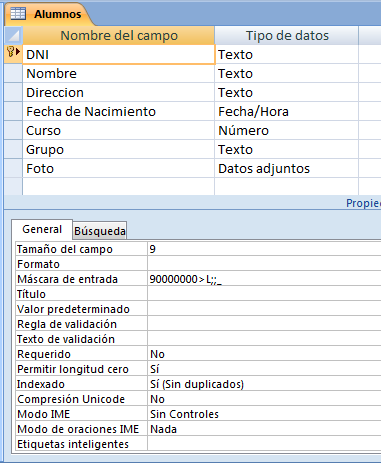 Alumnos
Nombre del campo Tipo de datos
DNI Texto
Nombre Texto
Direccion Texto
Fecha de Nacimiento Fecha/Hora
Curso Número
Grupo Texto
Foto Datos adjuntos
Propie
General Búsqueda
Tamaño del campo 9
Formato
Máscara de entrada 90000000>L;;_
Título
Valor predeterminado
Regla de validación
Texto de validación
Requerido No
Permitir longitud cero Sí
Indexado Sí (Sin duplicados)
Compresión Unicode No
Modo IME Sin Controles
Modo de oraciones IME Nada
Etiquetas inteligentes